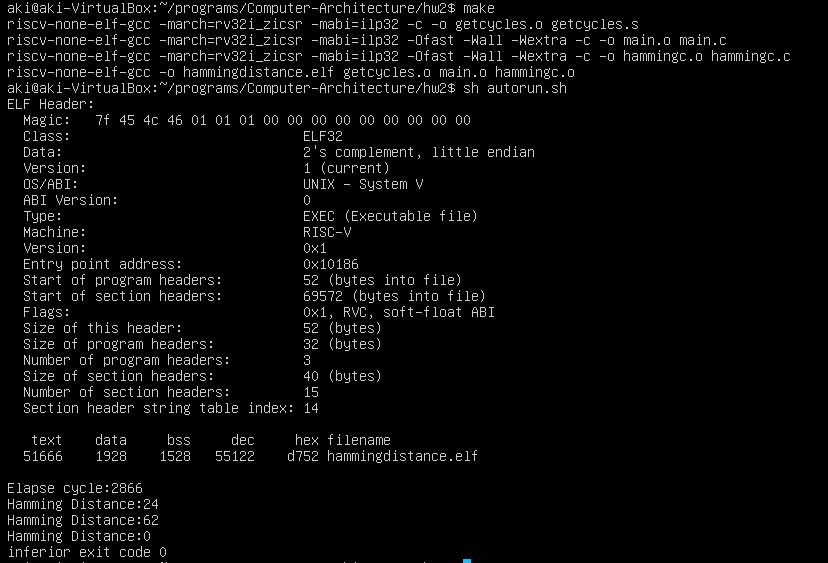 aki@aki-VirtualBox:~/programs/Computer-Architecture/hw2$ make
riscv-none-elf-gcc -march=rv32i_zicsr -mabi=ilp32 -c -o getcycles.o getcycles.s
riscv-none-elf-gcc -march=rv32i_zicsr -mabi=ilp32 -Ofast -Wall -Wextra -c -o main.o main.c
riscv-none-elf-gcc -march=rv32i_zicsr -mabi=ilp32 -Ofast -Wall -Wextra -c -o hammingc.o hammingc.c
riscv-none-elf-gcc -o hammingdistance.elf getcycles.o main.o hammingc.o
aki@aki-VirtualBox:~/programs/Computer-Architecture/hw2$ sh autorun.sh
ELF Header:
  Magic:   7f 45 4c 46 01 01 01 00 00 00 00 00 00 00 00 00
  Class:                             ELF32
  Data:                              2's complement, little endian
  Version:                           1 (current)
  OS/ABI:                            UNIX - System V
  ABI Version:                       0
  Type:                              EXEC (Executable file)
  Machine:                           RISC-V
  Version:                           0x1
  Entry point address:               0x10186
  Start of program headers:          52 (bytes into file)
  Start of section headers:          69572 (bytes into file)
  Flags:                             0x1, RVC, soft-float ABI
  Size of this header:               52 (bytes)
  Size of program headers:           32 (bytes)
  Number of program headers:         3
  Size of section headers:           40 (bytes)
  Number of section headers:         15
  Section header string table index: 14
   text    data     bss     dec     hex filename
  51666    1928    1528   55122    d752 hammingdistance.elf
Elapse cycle:2866
Hamming Distance:24
Hamming Distance:62
Hamming Distance:0
inferior exit code 0